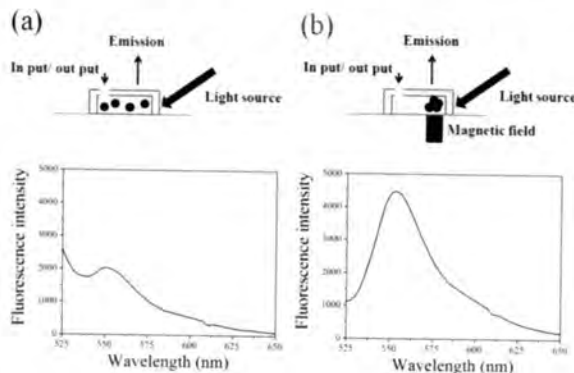 (a)
Emission
In put/ out put
Light source
Fluorescence intensity
5000
4000
3000
2000
1000
0
525
550
575
600
625
650
Wavelength (nm)
(b)
Emission
In put/ out put
Light source
Magnetic field
Fluorescence intensity
5000
4000
3000
2000
1000
0
525
550
575
600
625
650
Wavelength (nm)